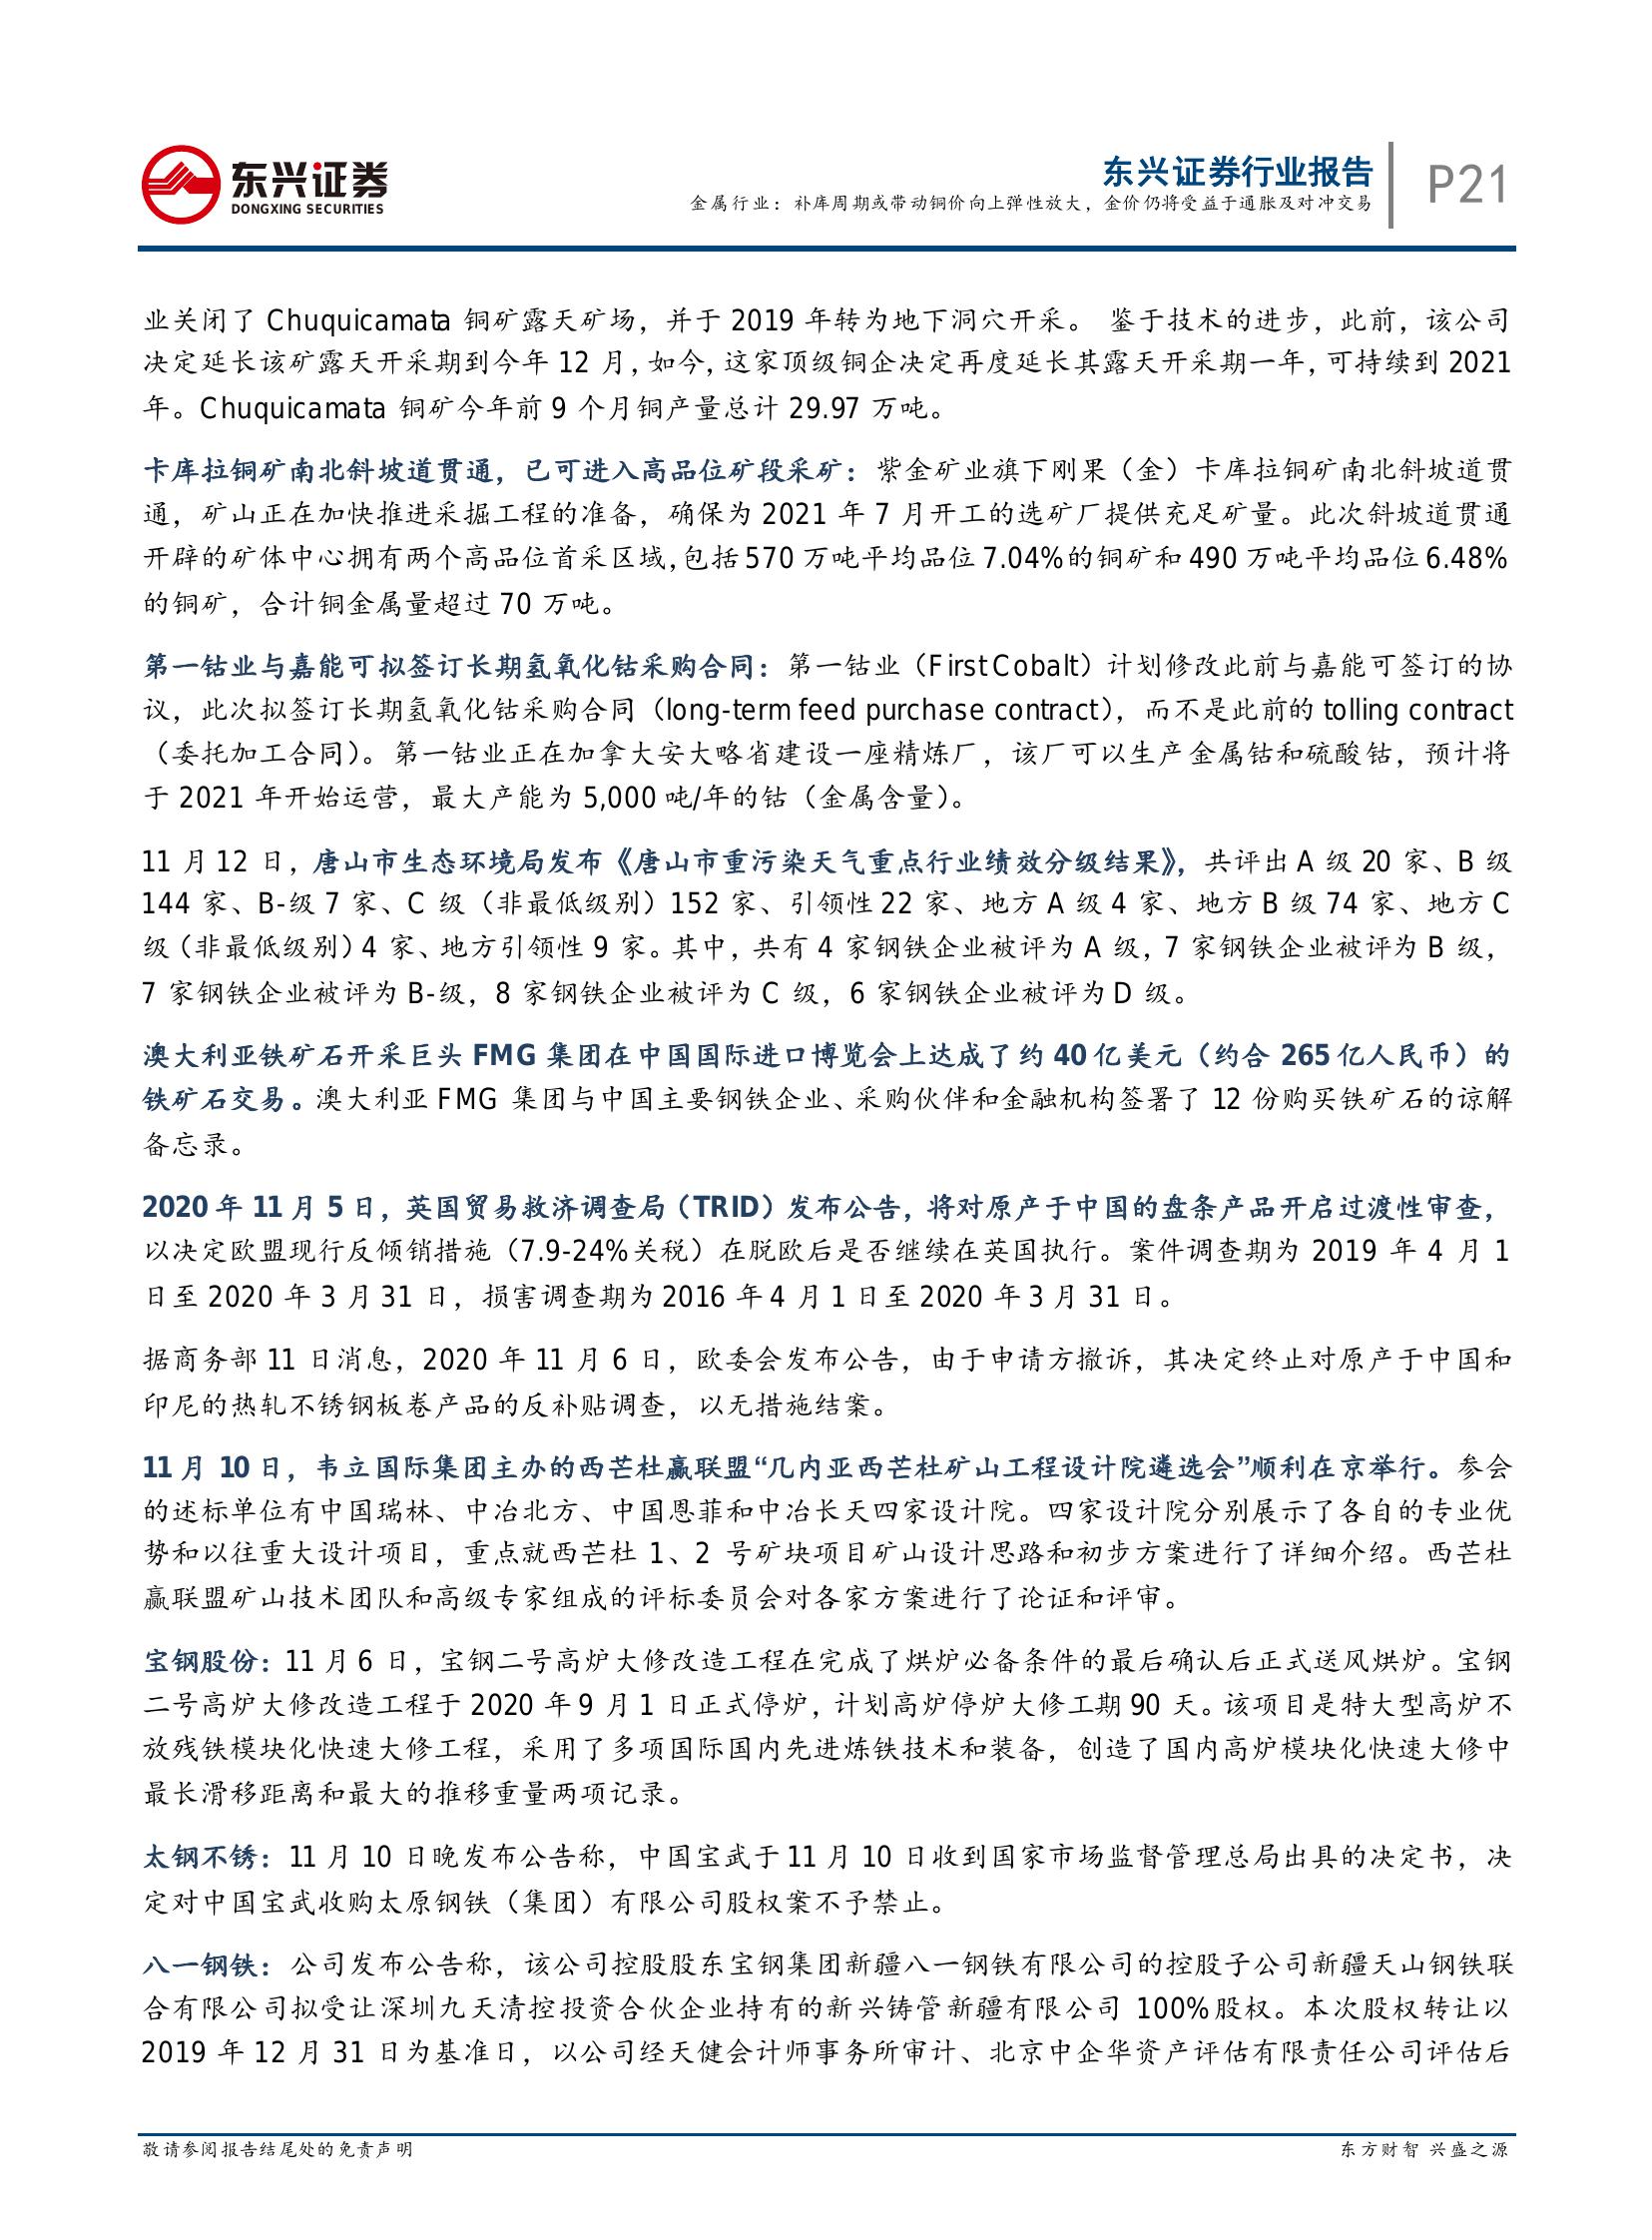 东兴证券
DONGXING SECURITIES
东兴证券行业报告
金属行业：补库周期或带动铜价向上弹性放大，金价仍将受益于通胀及对冲交易
P21
业关闭了 Chuquicamata 铜矿露天矿场，并于 2019 年转为地下洞穴开采。 鉴于技术的进步，此前，该公司
决定延长该矿露天开采期到今年 12 月，如今，这家顶级铜企决定再度延长其露天开采期一年，可持续到 2021
年。Chuquicamata 铜矿今年前 9 个月铜产量总计 29.97 万吨。
卡库拉铜矿南北斜坡道贯通，已可进入高品位矿段采矿：紫金矿业旗下刚果（金）卡库拉铜矿南北斜坡道贯
通，矿山正在加快推进采掘工程的准备，确保为 2021 年 7 月开工的选矿厂提供充足矿量。此次斜坡道贯通
开辟的矿体中心拥有两个高品位首采区域，包括 570 万吨平均品位 7.04%的铜矿和 490 万吨平均品位 6.48%
的铜矿，合计铜金属量超过 70 万吨。
第一钴业与嘉能可拟签订长期氢氧化钴采购合同：第一钴业（First Cobalt）计划修改此前与嘉能可签订的协
议，此次拟签订长期氢氧化钴采购合同（long-term feed purchase contract），而不是此前的 tolling contract
（委托加工合同）。第一钴业正在加拿大安大略省建设一座精炼厂，该厂可以生产金属钴和硫酸钴，预计将
于 2021 年开始运营，最大产能为 5,000 吨/年的钴（金属含量）。
11 月 12 日，唐山市生态环境局发布《唐山市重污染天气重点行业绩效分级结果》，共评出 A 级 20 家、B 级
144 家、B-级 7 家、C 级（非最低级别）152 家、引领性 22 家、地方 A 级 4 家、地方 B 级 74 家、地方 C
级（非最低级别）4 家、地方引领性 9 家。其中，共有 4 家钢铁企业被评为 A 级，7 家钢铁企业被评为 B 级，
7 家钢铁企业被评为 B-级，8 家钢铁企业被评为 C 级，6 家钢铁企业被评为 D 级。
澳大利亚铁矿石开采巨头 FMG 集团在中国国际进口博览会上达成了约 40 亿美元（约合 265 亿人民币）的
铁矿石交易。澳大利亚 FMG 集团与中国主要钢铁企业、采购伙伴和金融机构签署了 12 份购买铁矿石的谅解
备忘录。
2020 年 11 月 5 日，英国贸易救济调查局（TRID）发布公告，将对原产于中国的盘条产品开启过渡性审查，
以决定欧盟现行反倾销措施（7.9-24%关税）在脱欧后是否继续在英国执行。案件调查期为 2019 年 4 月 1
日至 2020 年 3 月 31 日，损害调查期为 2016 年 4 月 1 日至 2020 年 3 月 31 日。
据商务部 11 日消息，2020 年 11 月 6 日，欧委会发布公告，由于申请方撤诉，其决定终止对原产于中国和
印尼的热轧不锈钢板卷产品的反补贴调查，以无措施结案。
11 月 10 日，韦立国际集团主办的西芒杜赢联盟“几内亚西芒杜矿山工程设计院遴选会”顺利在京举行。参会
的述标单位有中国瑞林、中冶北方、中国恩菲和中冶长天四家设计院。四家设计院分别展示了各自的专业优
势和以往重大设计项目，重点就西芒杜 1、2 号矿块项目矿山设计思路和初步方案进行了详细介绍。西芒杜
赢联盟矿山技术团队和高级专家组成的评标委员会对各家方案进行了论证和评审。
宝钢股份：11 月 6 日，宝钢二号高炉大修改造工程在完成了烘炉必备条件的最后确认后正式送风烘炉。宝钢
二号高炉大修改造工程于 2020 年 9 月 1 日正式停炉，计划高炉停炉大修工期 90 天。该项目是特大型高炉不
放残铁模块化快速大修工程，采用了多项国际国内先进炼铁技术和装备，创造了国内高炉模块化快速大修中
最长滑移距离和最大的推移重量两项记录。
太钢不锈：11 月 10 日晚发布公告称，中国宝武于 11 月 10 日收到国家市场监督管理总局出具的决定书，决
定对中国宝武收购太原钢铁（集团）有限公司股权案不予禁止。
八一钢铁：公司发布公告称，该公司控股股东宝钢集团新疆八一钢铁有限公司的控股子公司新疆天山钢铁联
合有限公司拟受让深圳九天清控投资合伙企业持有的新兴铸管新疆有限公司 100%股权。本次股权转让以
2019 年 12 月 31 日为基准日，以公司经天健会计师事务所审计、北京中企华资产评估有限责任公司评估后
敬请参阅报告结尾处的免责声明
东方财智 兴盛之源